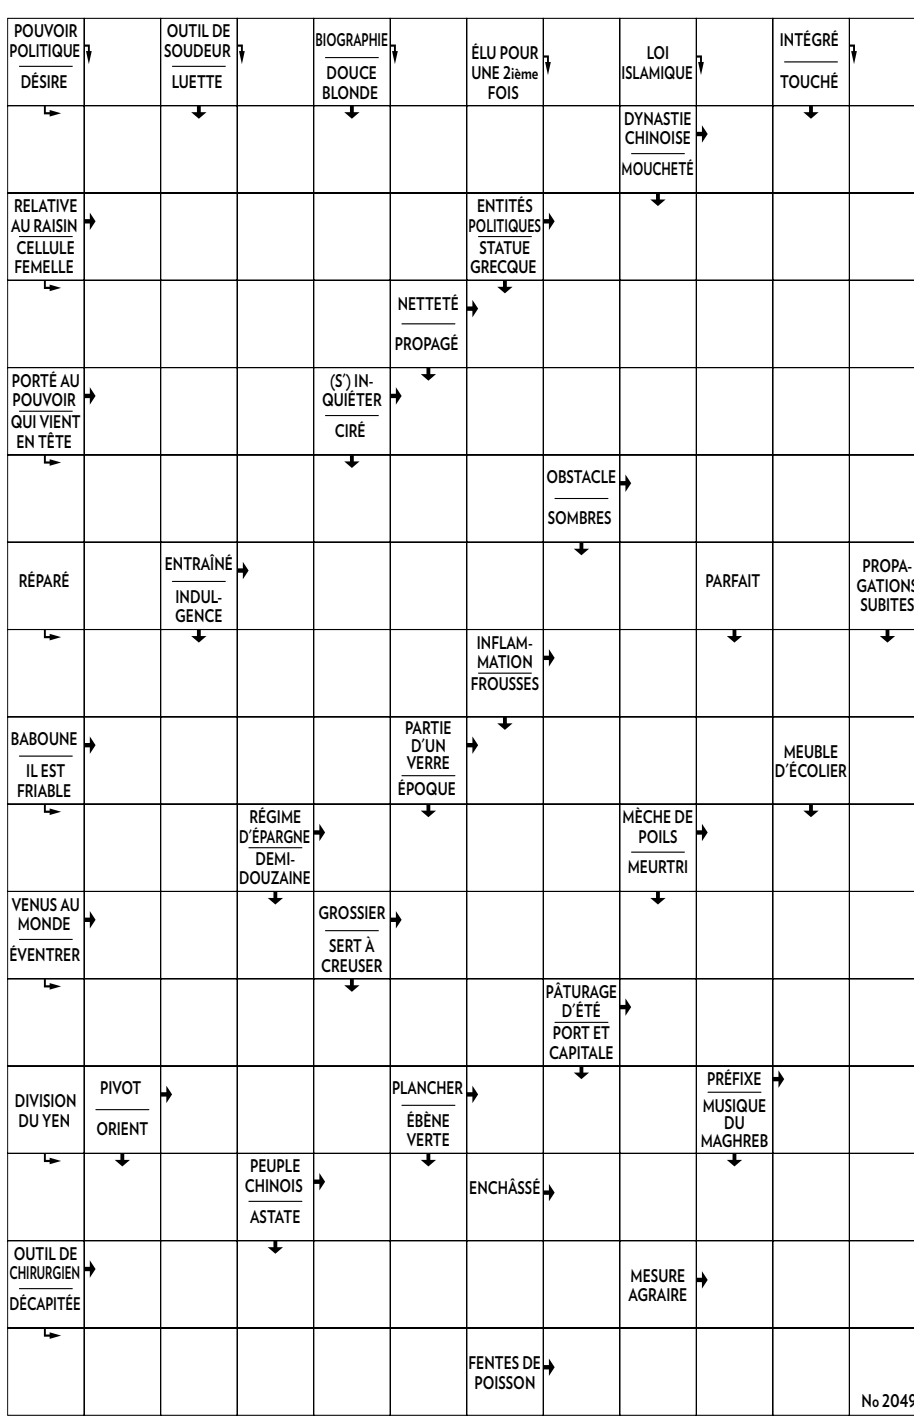 POUVOIR
POLITIQUE
DÉSIRE
OUTIL DE
SOUDEUR
LUETTE
BIOGRAPHIE
DOUCE
BLONDE
ÉLU POUR
UNE 2ième
FOIS
LOI
ISLAMIQUE
INTÉGRÉ
TOUCHÉ
DYNASTIE
CHINOISE
MOUCHETÉ
RELATIVE
AU RAISIN
CELLULE
FEMELLE
ENTITÉS
POLITIQUES
STATUE
GRECQUE
NETTETÉ
PROPAGÉ
PORTÉ AU
POUVOIR
QUI VIENT
EN TÊTE
(S') IN-
QUIÉTER
CIRÉ
OBSTACLE
SOMBRES
RÉPARÉ
ENTRAÎNÉ
INDUL-
GENCE
PARFAIT
PROPA-
GATIONS
SUBITES
INFLAM-
MATION
FROUSSES
BABOUNE
IL EST
FRIABLE
PARTIE
D'UN
VERRE
ÉPOQUE
MEUBLE
D'ÉCOLIER
RÉGIME
D'ÉPARGNE
DEMI-
DOUZAINE
MÈCHE DE
POILS
MEURTRI
VENUS AU
MONDE
ÉVENTRER
GROSSIER
SERT À
CREUSER
PÂTURAGE
D'ÉTÉ
PORT ET
CAPITALE
DIVISION
DU YEN
PIVOT
ORIENT
PLANCHER
ÉBÈNE
VERTE
PRÉFIXE
MUSIQUE
DU
MAGHREB
PEUPLE
CHINOIS
ASTATE
ENCHÂSSÉ
OUTIL DE
CHIRURGIEN
DÉCAPITÉE
MESURE
AGRAIRE
FENTES DE
POISSON
No 2049